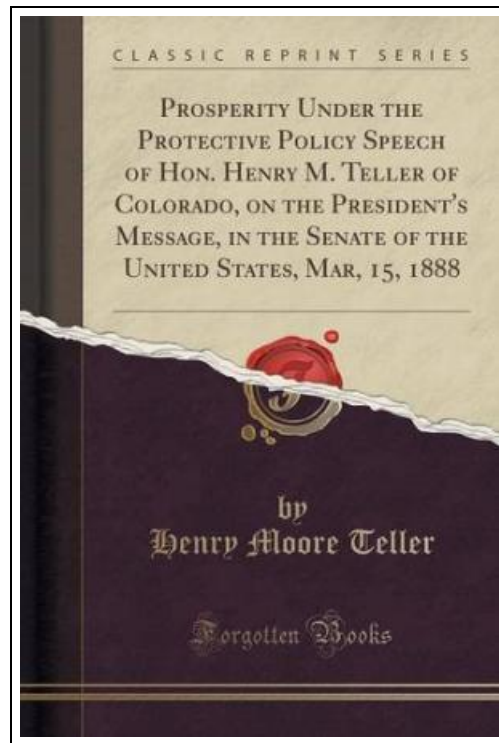 CLASSIC REPRINT SERIES
PROSPERITY UNDER THE
PROTECTIVE POLICY SPEECH
OF HON. HENRY M. TELLER OF
COLORADO, ON THE PRESIDENT'S
MESSAGE, IN THE SENATE OF THE
UNITED STATES, MAR, 15, 1888
by
Henry Moore Teller
Forgotten Books